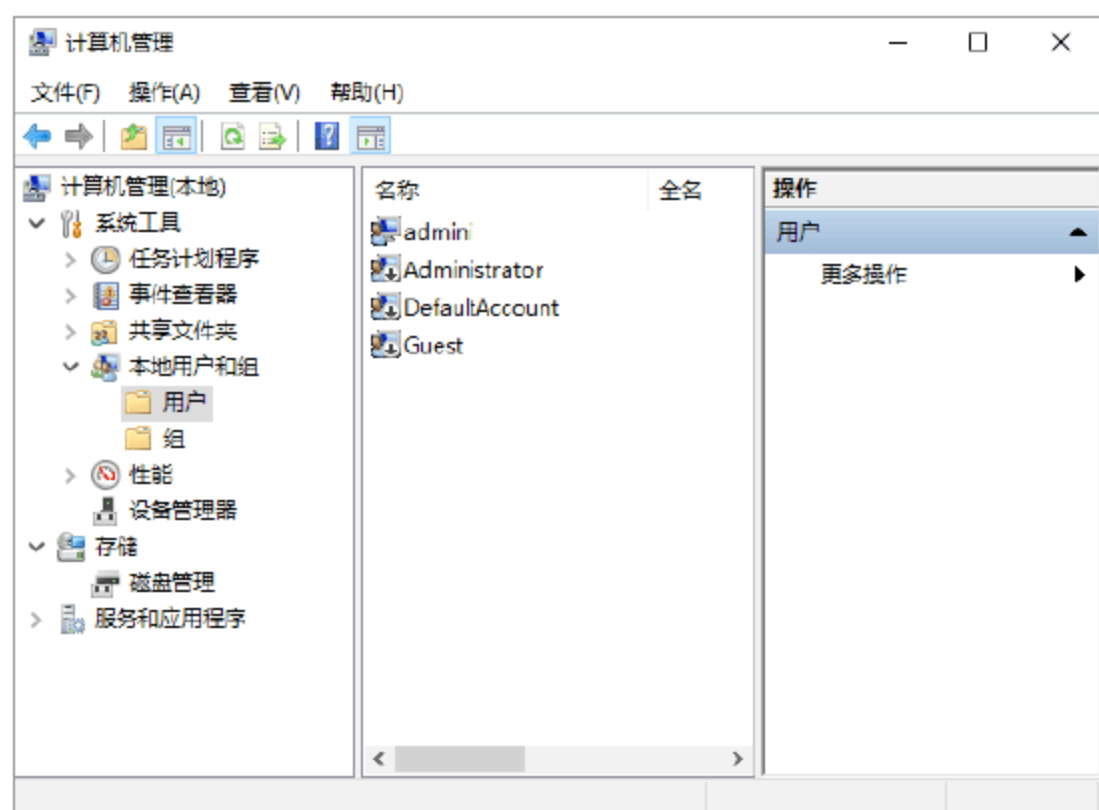 计算机管理
文件(F) 操作(A) 查看(V) 帮助(H)
计算机管理(本地)
系统工具
任务计划程序
事件查看器
共享文件夹
本地用户和组
用户
组
性能
设备管理器
存储
磁盘管理
服务和应用程序
名称 全名
admini
Administrator
DefaultAccount
Guest
操作
用户
更多操作